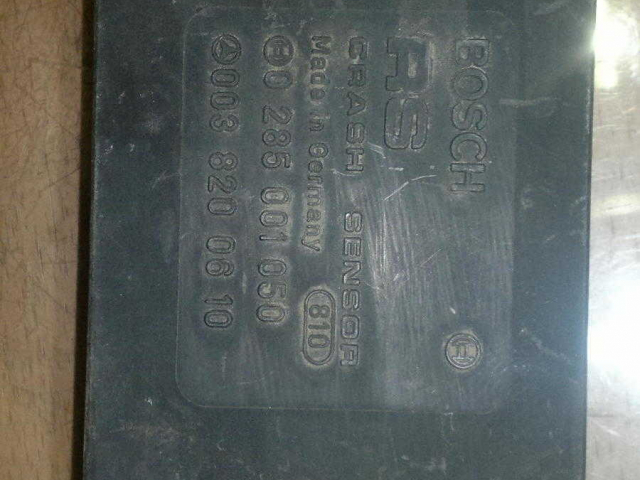 BOSCH
RS
CRASH SENSOR
Made in Germany 810
0 285 001 050
003 820 06 10